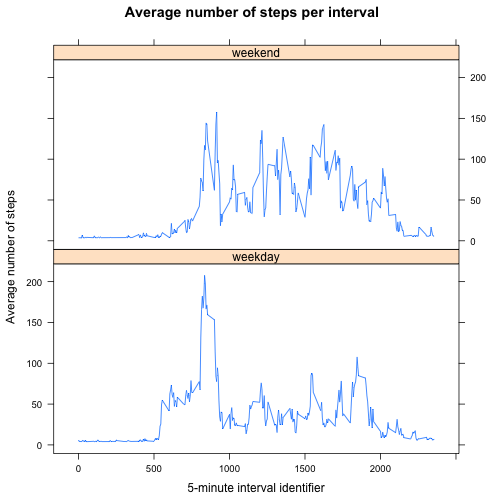 Average number of steps per interval
weekend
200
150
100
50
0
weekday
200
150
100
50
0
0 500 1000 1500 2000
Average number of steps
5-minute interval identifier